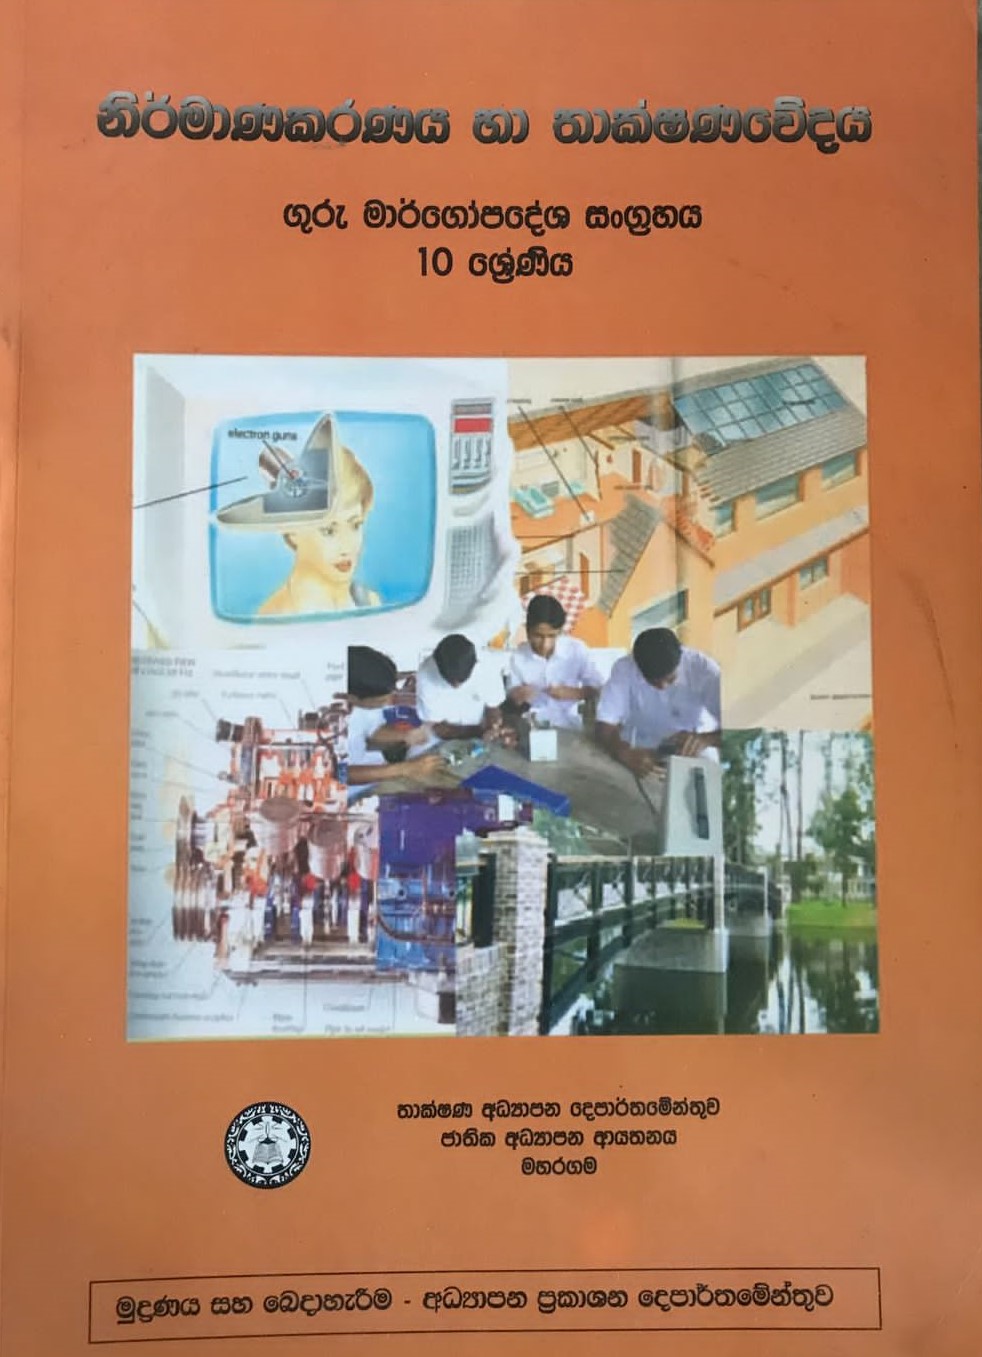 නිර්මාණකරණය හා තාක්ෂණවේදය
ගුරු මාර්ගෝපදේශ සංග්‍රහය
10 ශ්‍රේණිය
electron guns
තාක්ෂණ අධ්‍යාපන දෙපාර්තමේන්තුව
ජාතික අධ්‍යාපන ආයතනය
මහරගම
මුද්‍රණය සහ බෙදාහැරීම - අධ්‍යාපන ප්‍රකාශන දෙපාර්තමේන්තුව